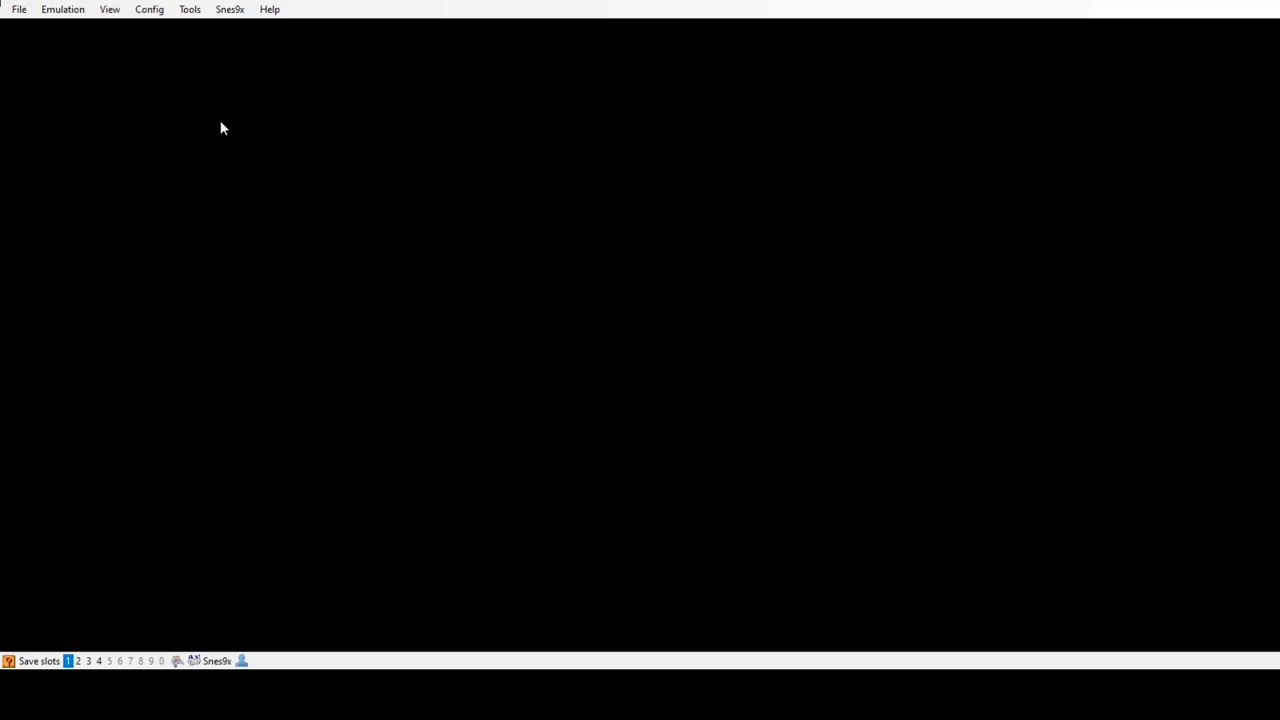 File Emulation View Config Tools Snes9x Help
Save slots 1 2 3 4 5 6 7 8 9 0 Snes9x